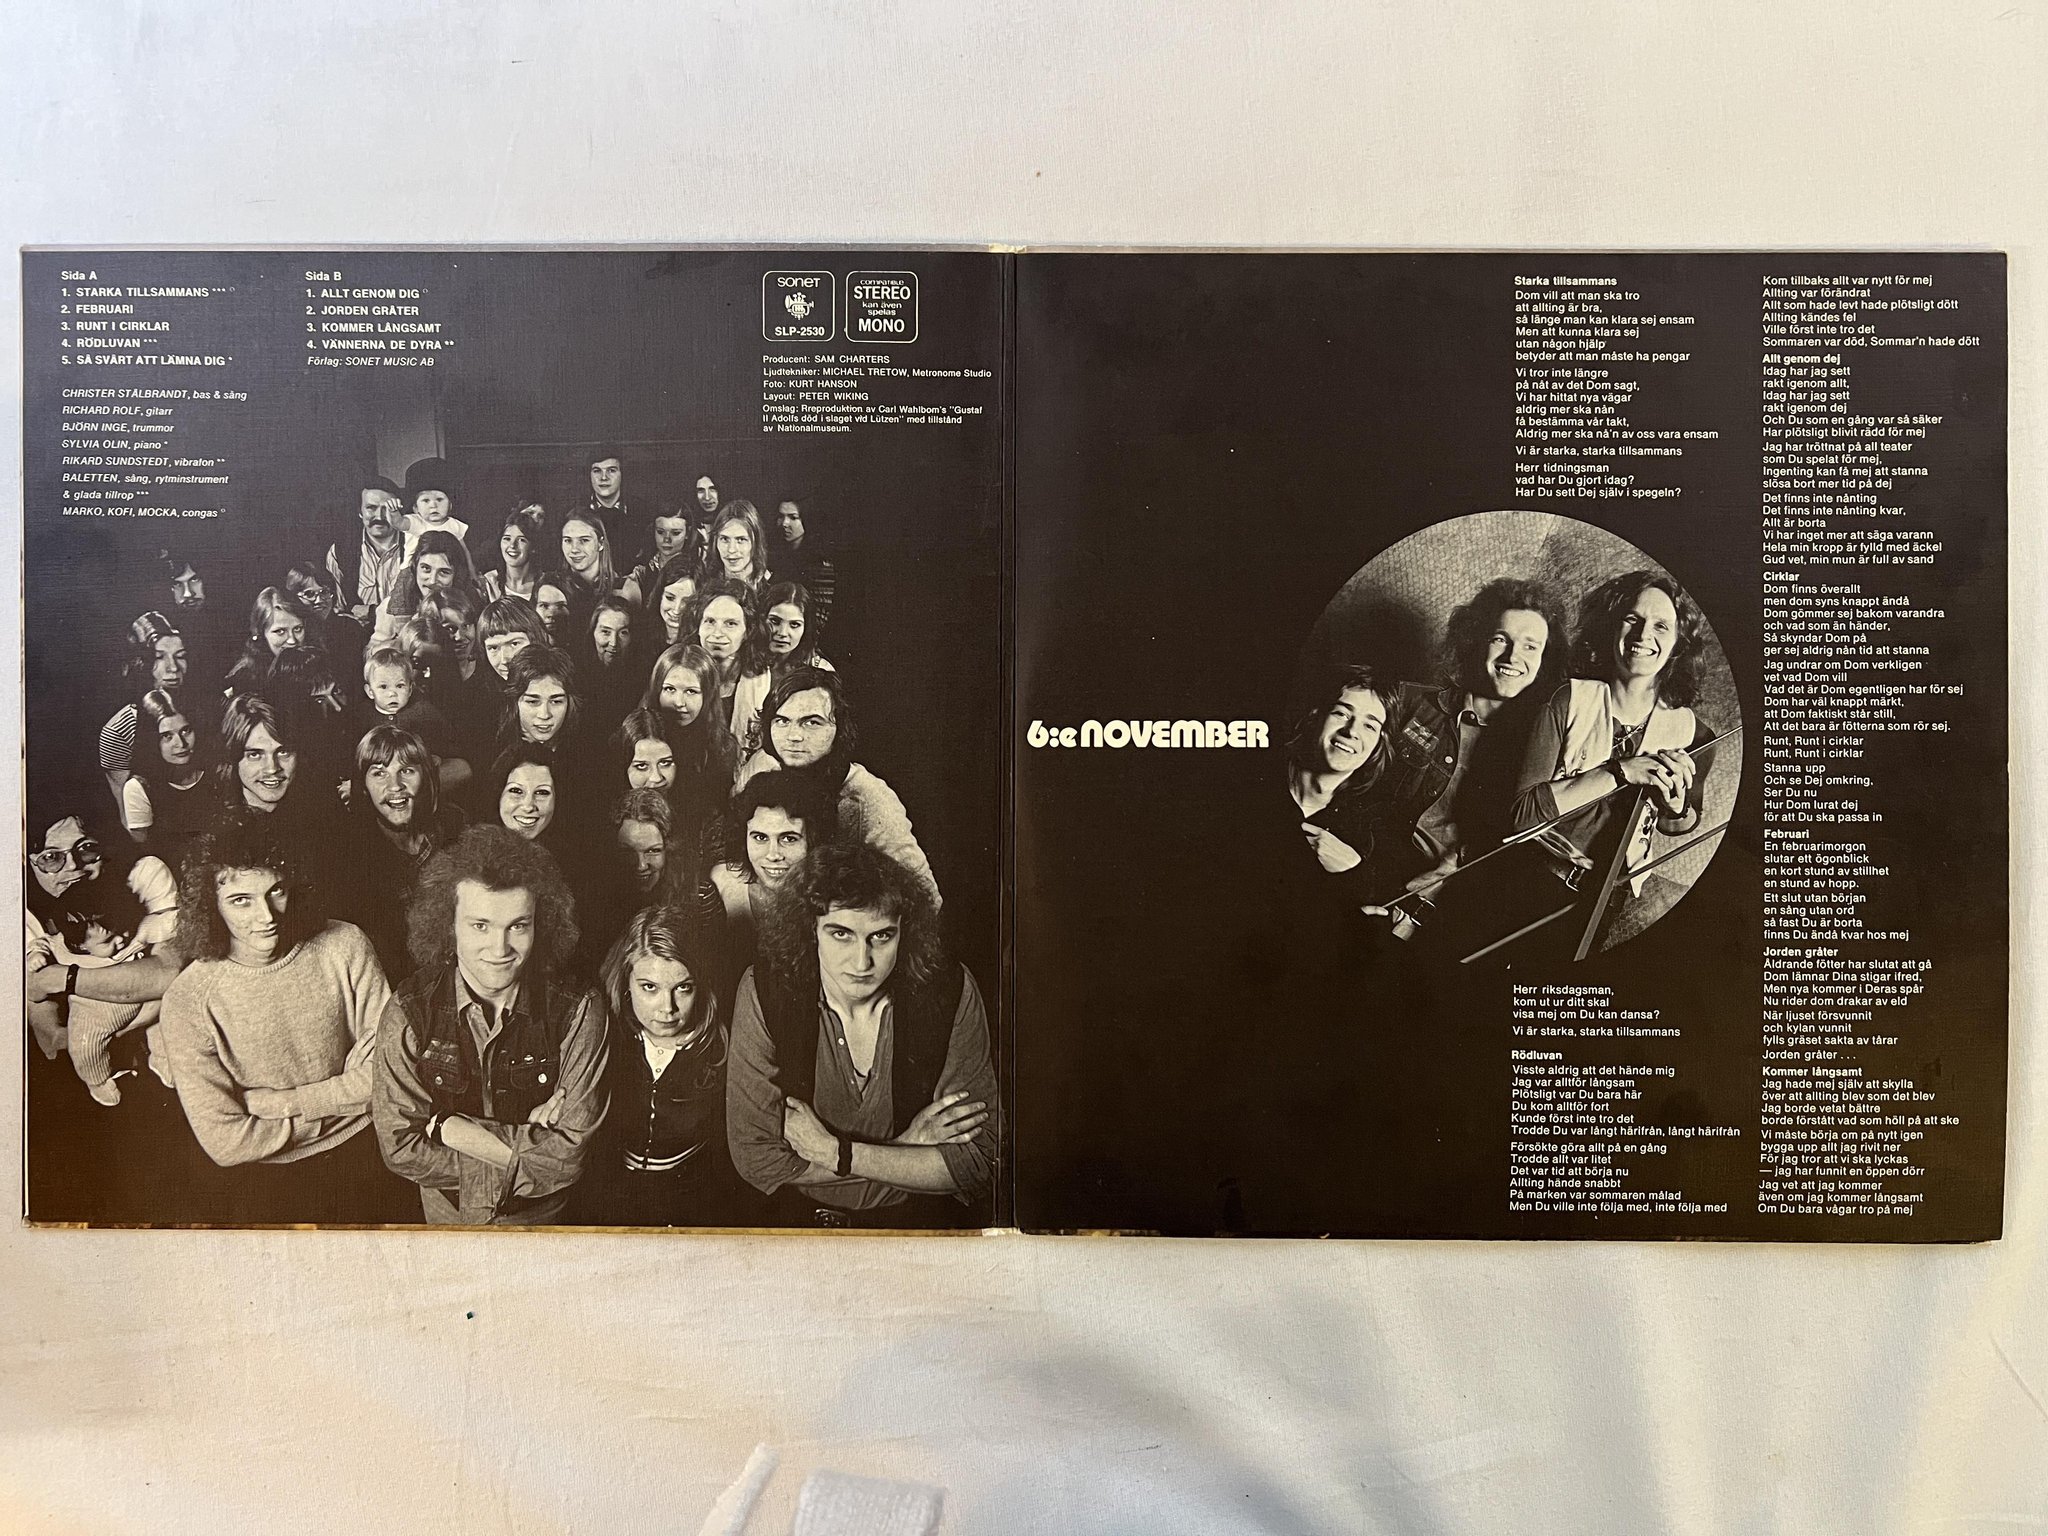 Sida A
1. STARKA TILLSAMMANS *** °
2. FEBRUARI
3. RUNT I CIRKLAR
4. RÖDLUVAN ***
5. SÅ SVÅRT ATT LÄMNA DIG *
CHRISTER STÅLBRANDT, bas & sång
RICHARD ROLF, gitarr
BJÖRN INGE, trummor
SYLVIA OLIN, piano *
RIKARD SUNDSTEDT, vibrafon **
BALETTEN, sång, rytminstrument
& glada tillrop ***
MARKO, KOFI, MOCKA, congas °
Sida B
1. ALLT GENOM DIG °
2. JORDEN GRÅTER
3. KOMMER LÅNGSAMT
4. VÄNNERNA DE DYRA **
Förlag: SONET MUSIC AB
sonet
SLP-2530
COMPATIBLE
STEREO
kan även
spelas
MONO
Producent: SAM CHARTERS
Ljudtekniker: MICHAEL TRETOW, Metronome Studio
Foto: KURT HANSON
Layout: PETER WIKING
Omslag: Rreproduktion av Carl Wahlbom's "Gustaf
II Adolfs död i slaget vid Lützen" med tillstånd
av Nationalmuseum.
6:e NOVEMBER
Starka tillsammans
Dom vill att man ska tro
att allting är bra,
så länge man kan klara sej ensam
Men att kunna klara sej
utan någon hjälp
betyder att man måste ha pengar
Vi tror inte längre
på nåt av det Dom sagt,
Vi har hittat nya vägar
aldrig mer ska nån
få bestämma vår takt,
Aldrig mer ska nå'n av oss vara ensam
Vi är starka, starka tillsammans
Herr tidningsman
vad har Du gjort idag?
Har Du sett Dej själv i spegeln?
Herr riksdagsman,
kom ut ur ditt skal
visa mej om Du kan dansa?
Vi är starka, starka tillsammans
Rödluvan
Visste aldrig att det hände mig
Jag var alltför långsam
Plötsligt var Du bara här
Du kom alltför fort
Kunde först inte tro det
Trodde Du var långt härifrån, långt härifrån
Försökte göra allt på en gång
Trodde allt var litet
Det var tid att börja nu
Allting hände snabbt
På marken var sommaren målad
Men Du ville inte följa med, inte följa med
Kom tillbaks allt var nytt för mej
Allting var förändrat
Allt som hade levt hade plötsligt dött
Allting kändes fel
Ville först inte tro det
Sommaren var död, Sommar'n hade dött
Allt genom dej
Idag har jag sett
rakt igenom allt,
Idag har jag sett
rakt igenom dej
Och Du som en gång var så säker
Har plötsligt blivit rädd för mej
Jag har tröttnat på all teater
som Du spelat för mej,
Ingenting kan få mej att stanna
slösa bort mer tid på dej
Det finns inte nånting
Det finns inte nånting kvar,
Allt är borta
Vi har inget mer att säga varann
Hela min kropp är fylld med äckel
Gud vet, min mun är full av sand
Cirklar
Dom finns överallt
men dom syns knappt ändå
Dom gömmer sej bakom varandra
och vad som än händer,
Så skyndar Dom på
ger sej aldrig nån tid att stanna
Jag undrar om Dom verkligen
vet vad Dom vill
Vad det är Dom egentligen har för sej
Dom har väl knappt märkt,
att Dom faktiskt står still,
Att det bara är fötterna som rör sej.
Runt, Runt i cirklar
Runt, Runt i cirklar
Stanna upp
Och se Dej omkring,
Ser Du nu
Hur Dom lurat dej
för att Du ska passa in
Februari
En februarimorgon
slutar ett ögonblick
en kort stund av stillhet
en stund av hopp.
Ett slut utan början
en sång utan ord
så fast Du är borta
finns Du ändå kvar hos mej
Jorden gråter
Åldrande fötter har slutat att gå
Dom lämnar Dina stigar ifred,
Men nya kommer i Deras spår
Nu rider dom drakar av eld
När ljuset försvunnit
och kylan vunnit
fylls gräset sakta av tårar
Jorden gråter . . .
Kommer långsamt
Jag hade mej själv att skylla
över att allting blev som det blev
Jag borde vetat bättre
borde förstått vad som höll på att ske
Vi måste börja om på nytt igen
bygga upp allt jag rivit ner
För jag tror att vi ska lyckas
— jag har funnit en öppen dörr
Jag vet att jag kommer
även om jag kommer långsamt
Om Du bara vågar tro på mej